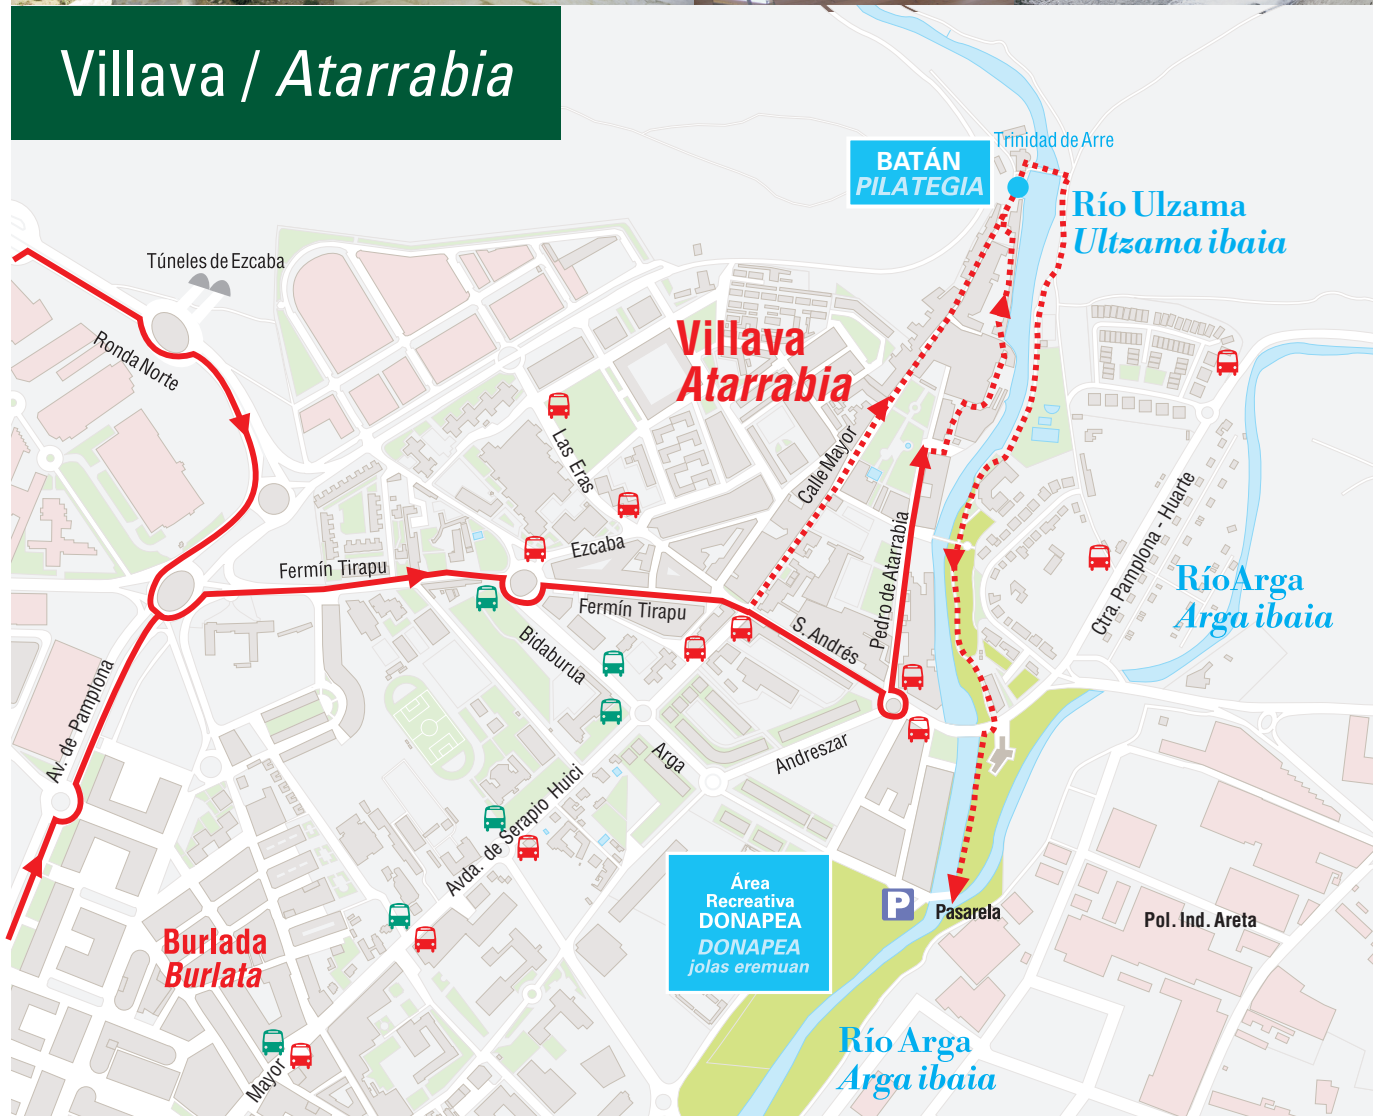 Villava / Atarrabia
Trinidad de Arre
BATÁN
PILATEGIA
Río Ulzama
Ultzama ibaia
Túneles de Ezcaba
Ronda Norte
Villava
Atarrabia
Las Eras
Calle Mayor
Ezcaba
Pedro de Atarrabia
Ctra. Pamplona - Huarte
Fermín Tirapu
Fermín Tirapu
Río Arga
Arga ibaia
S. Andrés
Bidaburua
Av. de Pamplona
Arga
Andreszar
Avda. de Serapio Huici
Área
Recreativa
DONAPEA
DONAPEA
jolas eremuan
P
Pasarela
Pol. Ind. Areta
Burlada
Burlata
Río Arga
Arga ibaia
Mayor